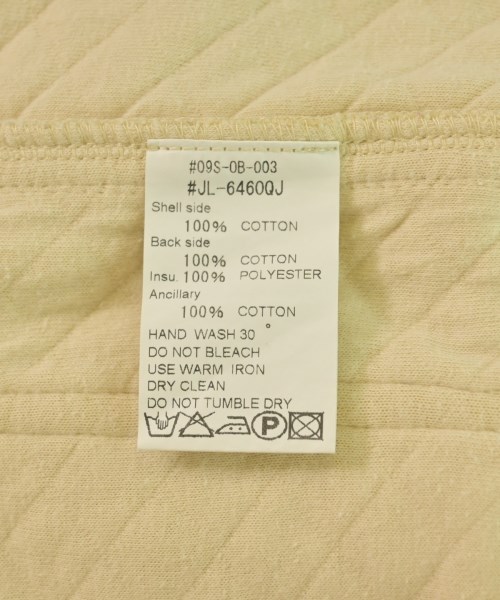 #09S-0B-003
#JL-6460QJ
Shell side
100% COTTON
Back side
100% COTTON
Insu. 100% POLYESTER
Ancillary
100% COTTON
HAND WASH 30°
DO NOT BLEACH
USE WARM IRON
DRY CLEAN
DO NOT TUMBLE DRY
P